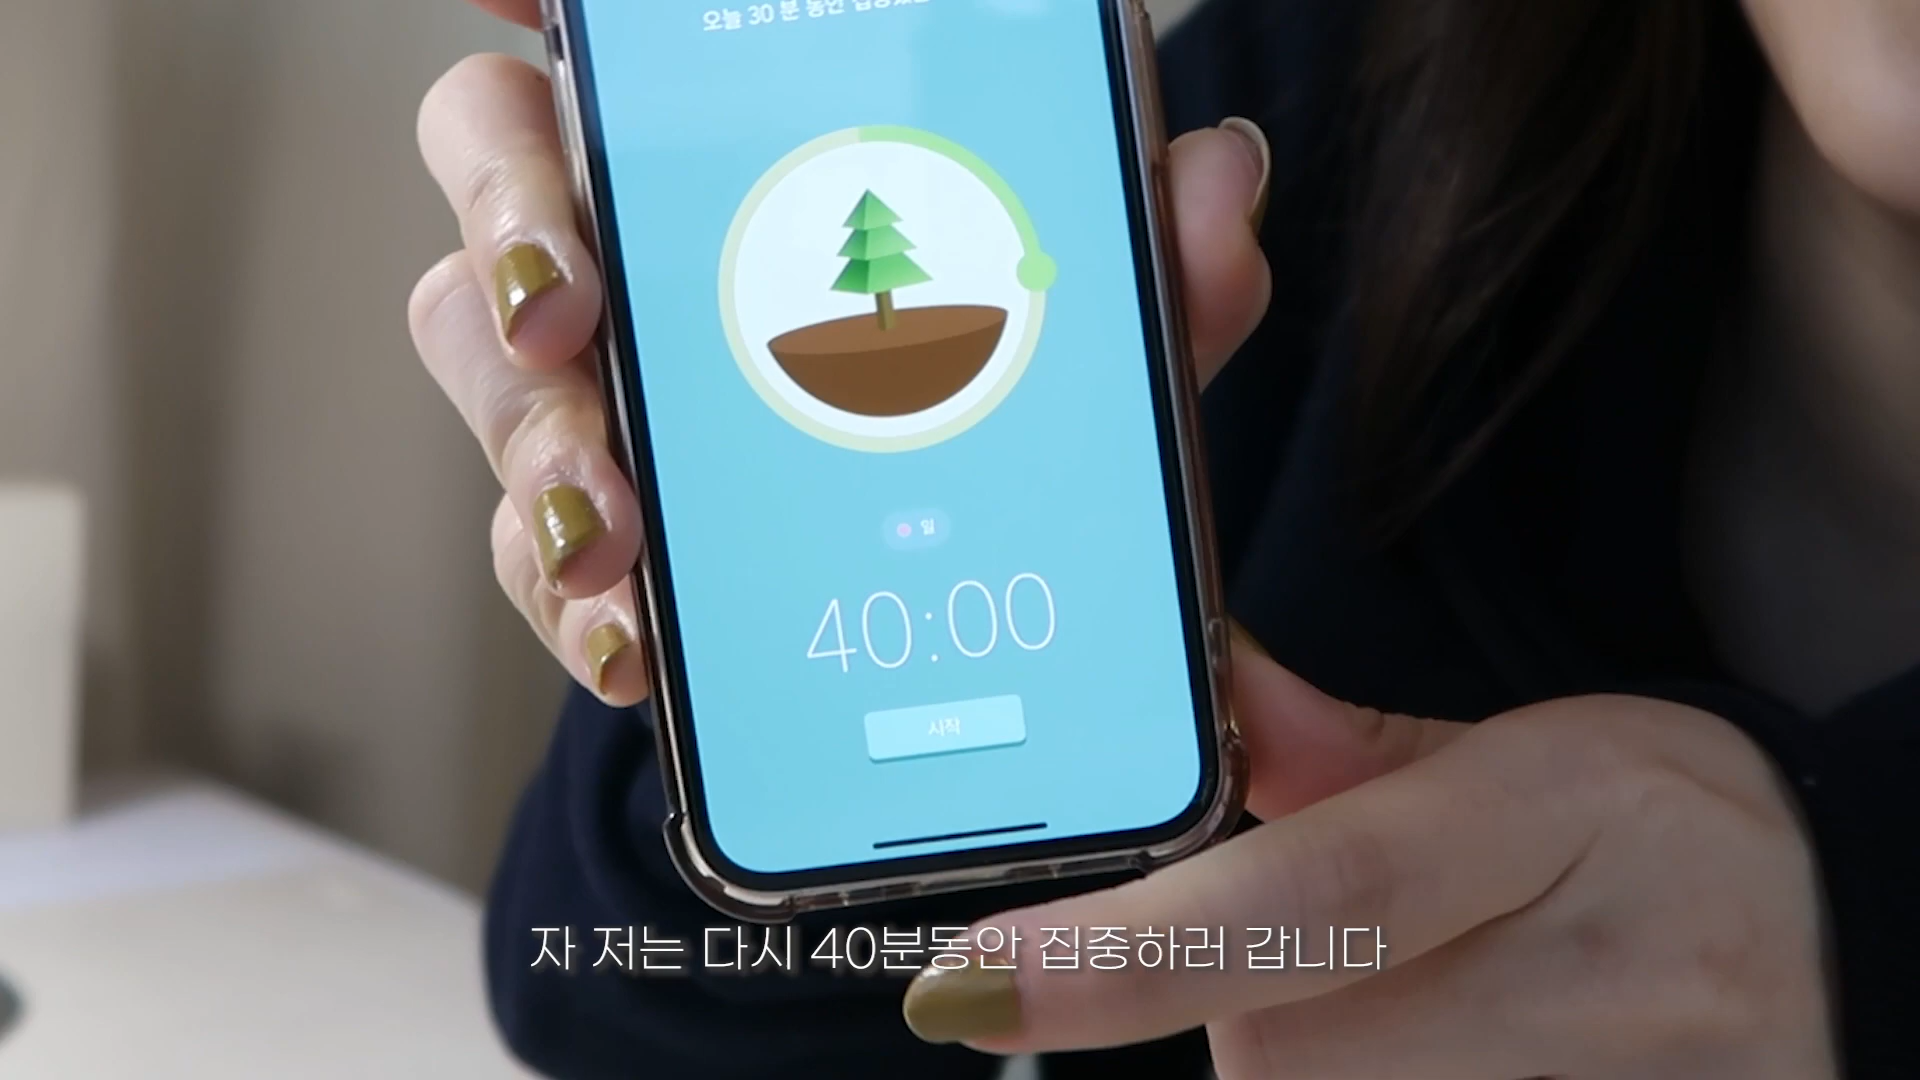 오늘 30 분 동안
일
40:00
시작
자 저는 다시 40분동안 집중하러 갑니다